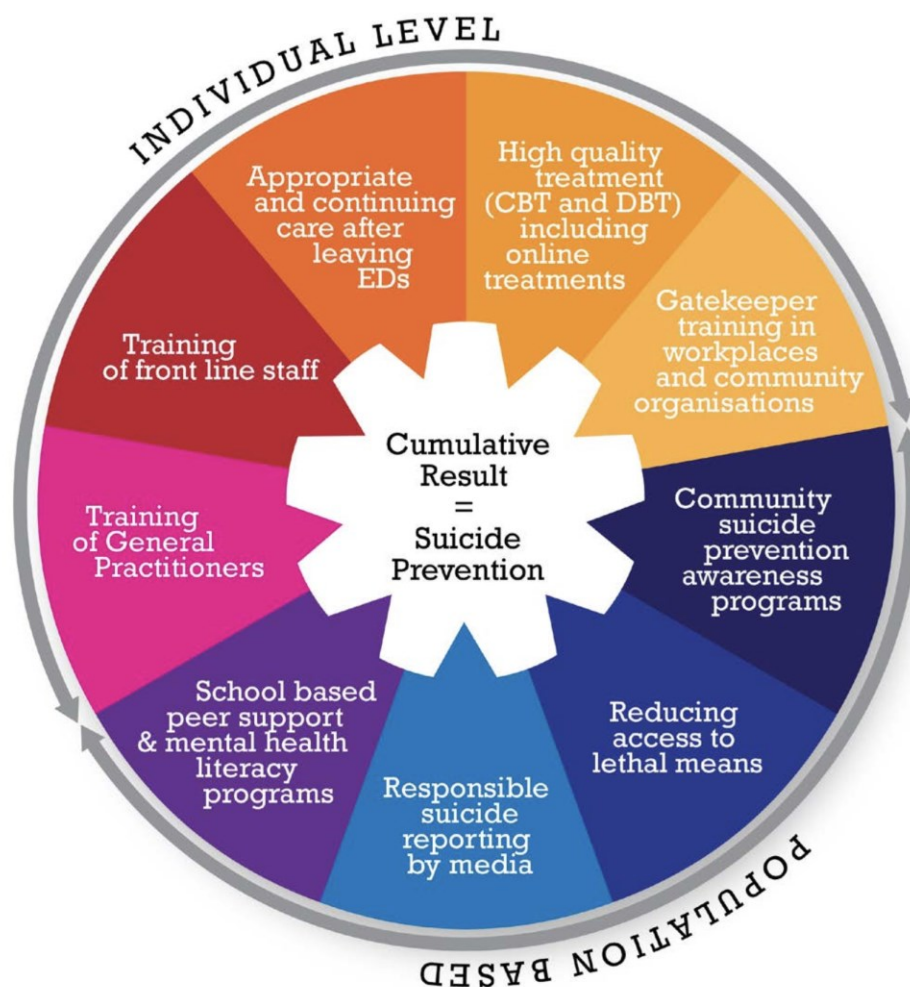 INDIVIDUAL LEVEL
Appropriate
and continuing
care after
leaving
EDs
High quality
treatment
(CBT and DBT)
including
online
treatments
Gatekeeper
training in
workplaces
and community
organisations
Training
of front line staff
Cumulative
Result
=
Suicide
Prevention
Community
suicide
prevention
awareness
programs
Training
of General
Practitioners
School based
peer support
& mental health
literacy
programs
Responsible
suicide
reporting
by media
Reducing
access to
lethal means
POPULATION BASED